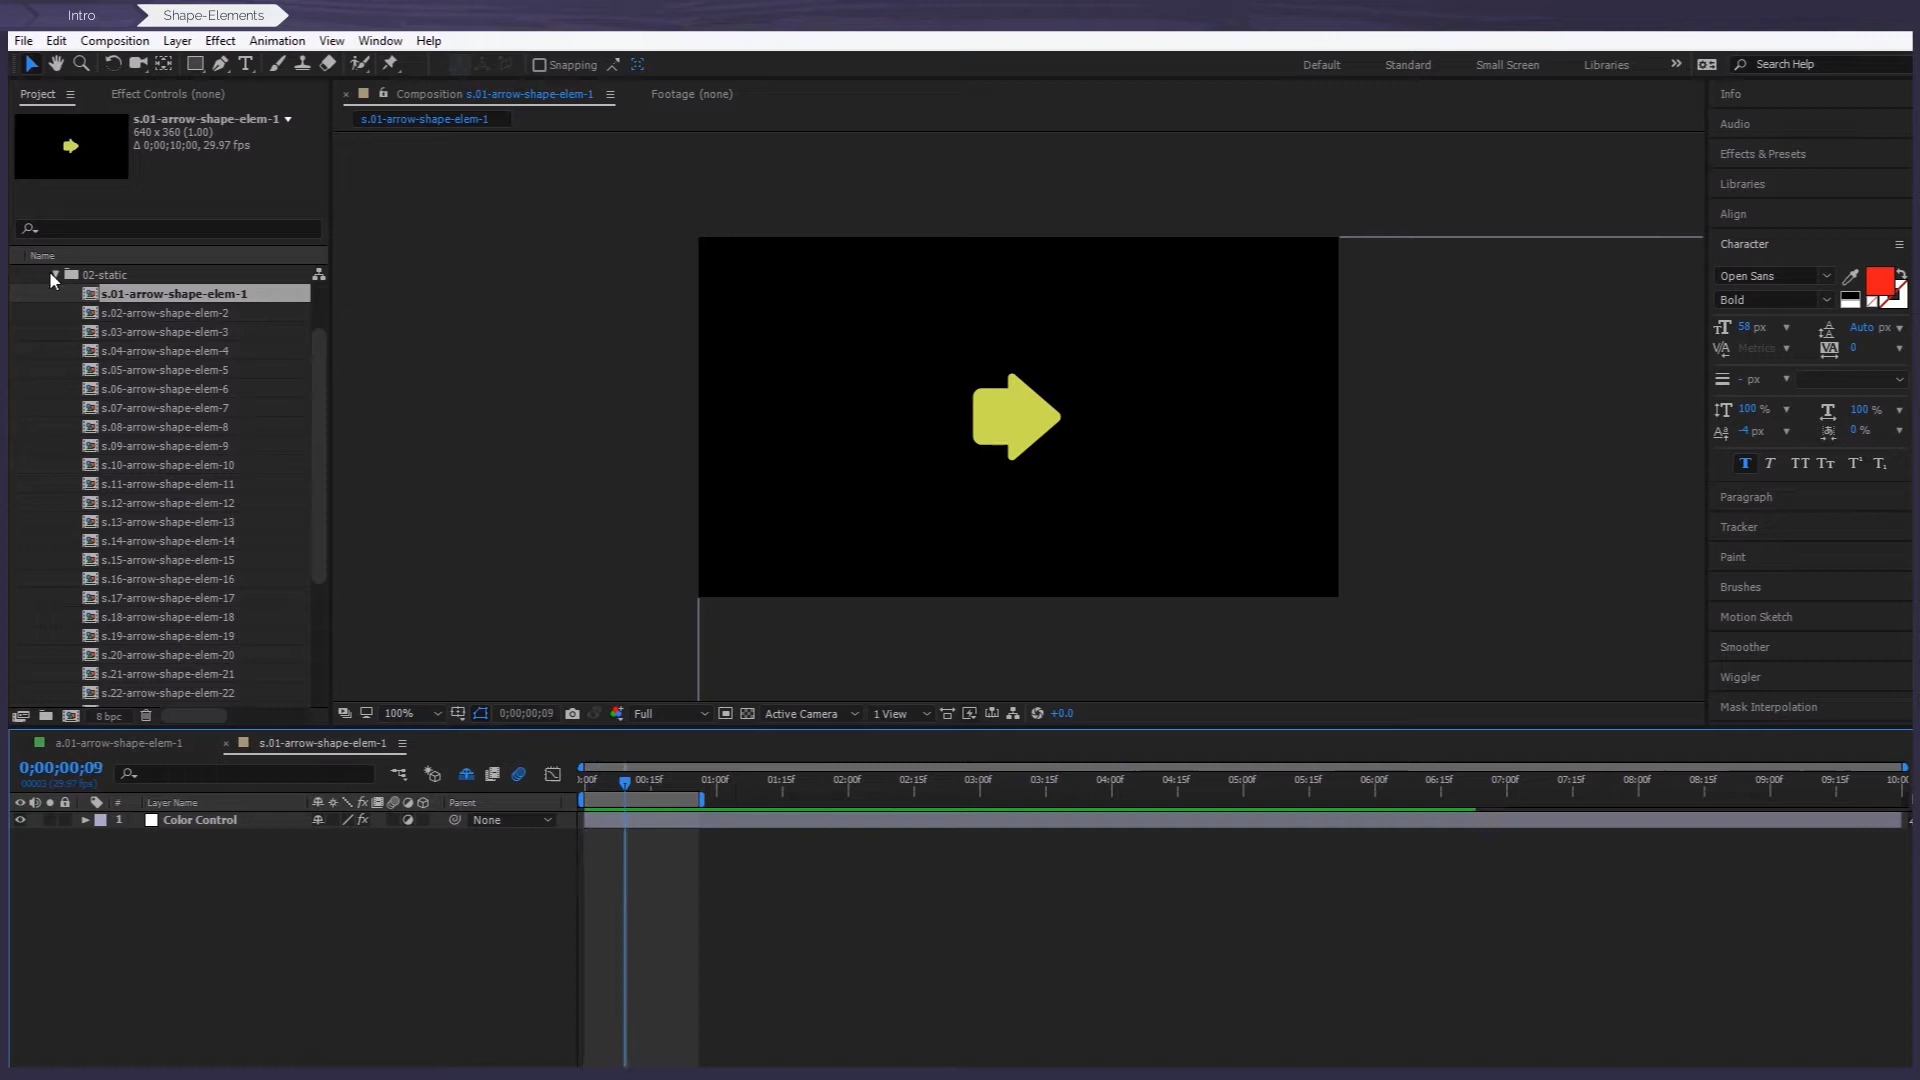 Intro Shape-Elements
File Edit Composition Layer Effect Animation View Window Help
Snapping Default Standard Small Screen Libraries Search Help
Project Effect Controls (none)
Composition s.01-arrow-shape-elem-1 Footage (none)
s.01-arrow-shape-elem-1
s.01-arrow-shape-elem-1
640 x 360 (1.00)
Δ 0;00;10;00, 29.97 fps
Name
02-static
s.01-arrow-shape-elem-1
s.02-arrow-shape-elem-2
s.03-arrow-shape-elem-3
s.04-arrow-shape-elem-4
s.05-arrow-shape-elem-5
s.06-arrow-shape-elem-6
s.07-arrow-shape-elem-7
s.08-arrow-shape-elem-8
s.09-arrow-shape-elem-9
s.10-arrow-shape-elem-10
s.11-arrow-shape-elem-11
s.12-arrow-shape-elem-12
s.13-arrow-shape-elem-13
s.14-arrow-shape-elem-14
s.15-arrow-shape-elem-15
s.16-arrow-shape-elem-16
s.17-arrow-shape-elem-17
s.18-arrow-shape-elem-18
s.19-arrow-shape-elem-19
s.20-arrow-shape-elem-20
s.21-arrow-shape-elem-21
s.22-arrow-shape-elem-22
8 bpc
100% 0;00;00;09 Full Active Camera 1 View +0.0
Info
Audio
Effects & Presets
Libraries
Align
Character
Open Sans
Bold
58 px Auto px
Metrics 0
- px
100 % 100 %
-4 px 0 %
T T TT Tt T¹ T₁
Paragraph
Tracker
Paint
Brushes
Motion Sketch
Smoother
Wiggler
Mask Interpolation
a.01-arrow-shape-elem-1 s.01-arrow-shape-elem-1
0;00;00;09
(29.97 fps)
:00f 00:15f 01:00f 01:15f 02:00f 02:15f 03:00f 03:15f 04:00f 04:15f 05:00f 05:15f 06:00f 06:15f 07:00f 07:15f 08:00f 08:15f 09:00f 09:15f 10:00
# Layer Name fx Parent
1 Color Control fx None